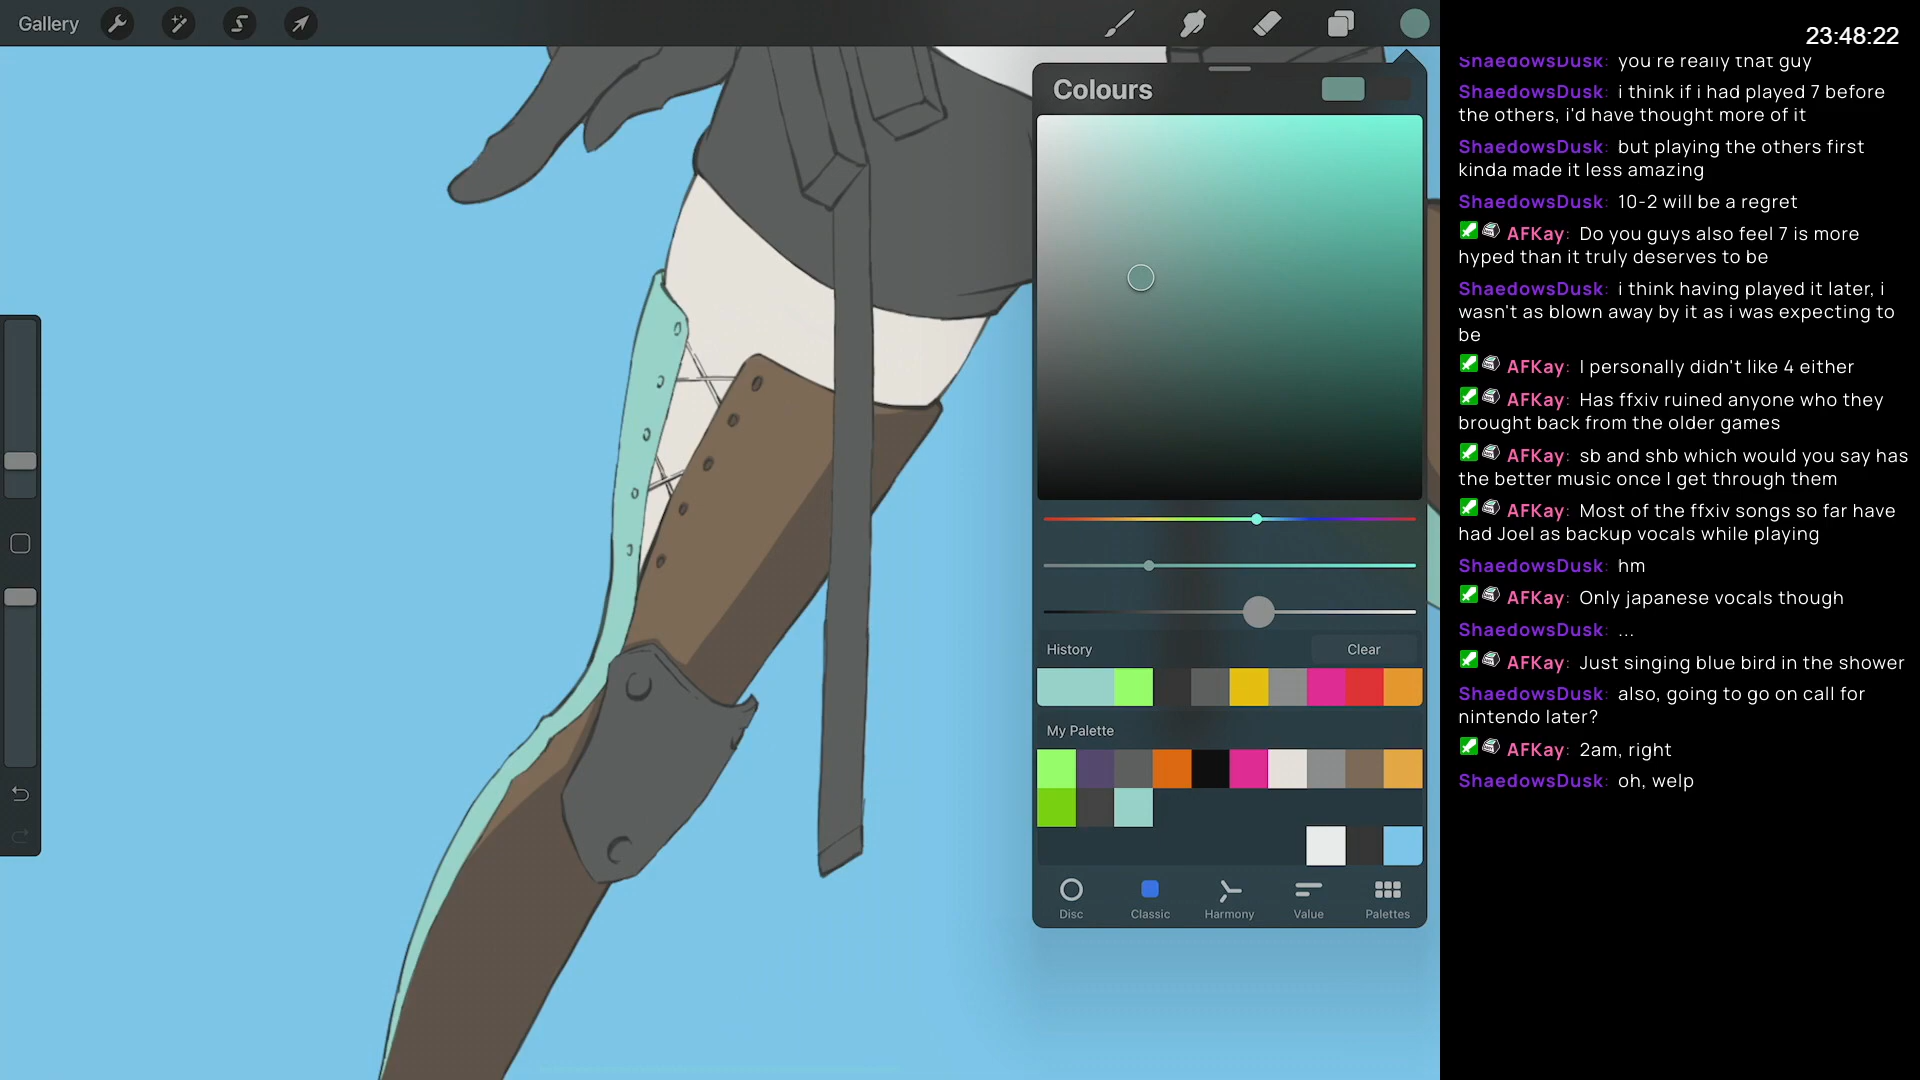 Gallery
Colours
History
Clear
My Palette
Disc
Classic
Harmony
Value
Palettes
23:48:22
ShaedowsDusk: you're really that guy
ShaedowsDusk: i think if i had played 7 before
the others, i'd have thought more of it
ShaedowsDusk: but playing the others first
kinda made it less amazing
ShaedowsDusk: 10-2 will be a regret
AFKay: Do you guys also feel 7 is more
hyped than it truly deserves to be
ShaedowsDusk: i think having played it later, i
wasn't as blown away by it as i was expecting to
be
AFKay: I personally didn't like 4 either
AFKay: Has ffxiv ruined anyone who they
brought back from the older games
AFKay: sb and shb which would you say has
the better music once I get through them
AFKay: Most of the ffxiv songs so far have
had Joel as backup vocals while playing
ShaedowsDusk: hm
AFKay: Only japanese vocals though
ShaedowsDusk: ...
AFKay: Just singing blue bird in the shower
ShaedowsDusk: also, going to go on call for
nintendo later?
AFKay: 2am, right
ShaedowsDusk: oh, welp